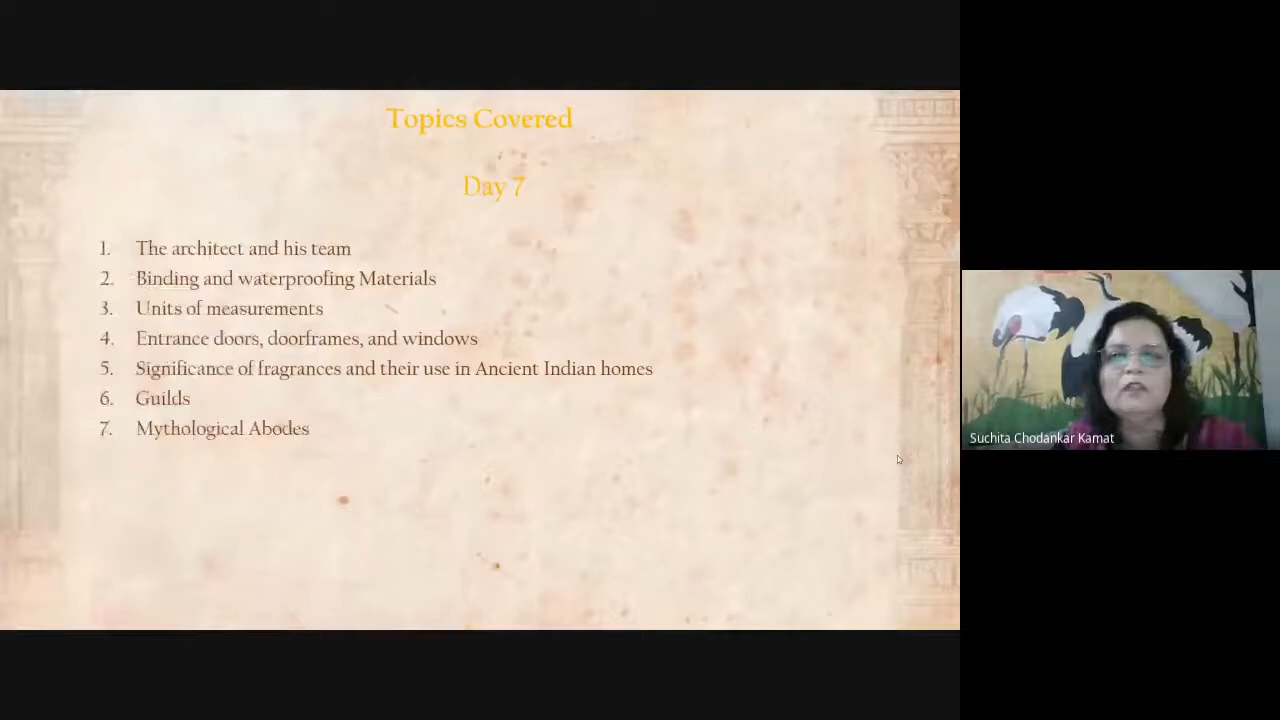 Topics Covered
Day 7
1. The architect and his team
2. Binding and waterproofing Materials
3. Units of measurements
4. Entrance doors, doorframes, and windows
5. Significance of fragrances and their use in Ancient Indian homes
6. Guilds
7. Mythological Abodes
Suchita Chodankar Kamat